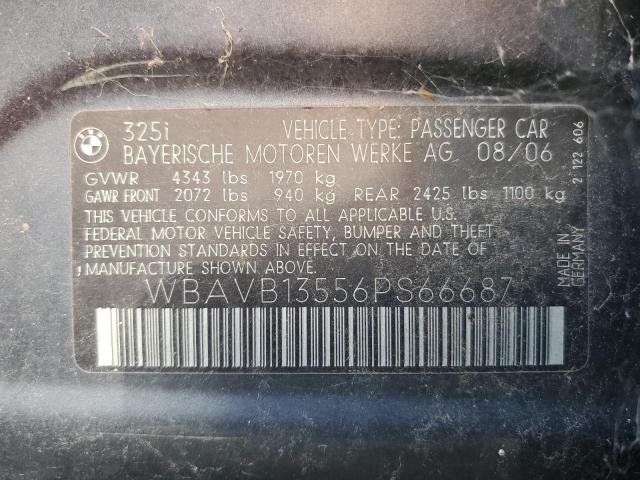 BMW
325i VEHICLE TYPE: PASSENGER CAR
BAYERISCHE MOTOREN WERKE AG 08/06
GVWR 4343 lbs 1970 kg
GAWR FRONT 2072 lbs 940 kg REAR 2425 lbs 1100 kg
THIS VEHICLE CONFORMS TO ALL APPLICABLE U.S.
FEDERAL MOTOR VEHICLE SAFETY, BUMPER AND THEFT
PREVENTION STANDARDS IN EFFECT ON THE DATE OF
MANUFACTURE SHOWN ABOVE.
WBAVB13556PS66687
MADE IN
GERMANY
2 122 606